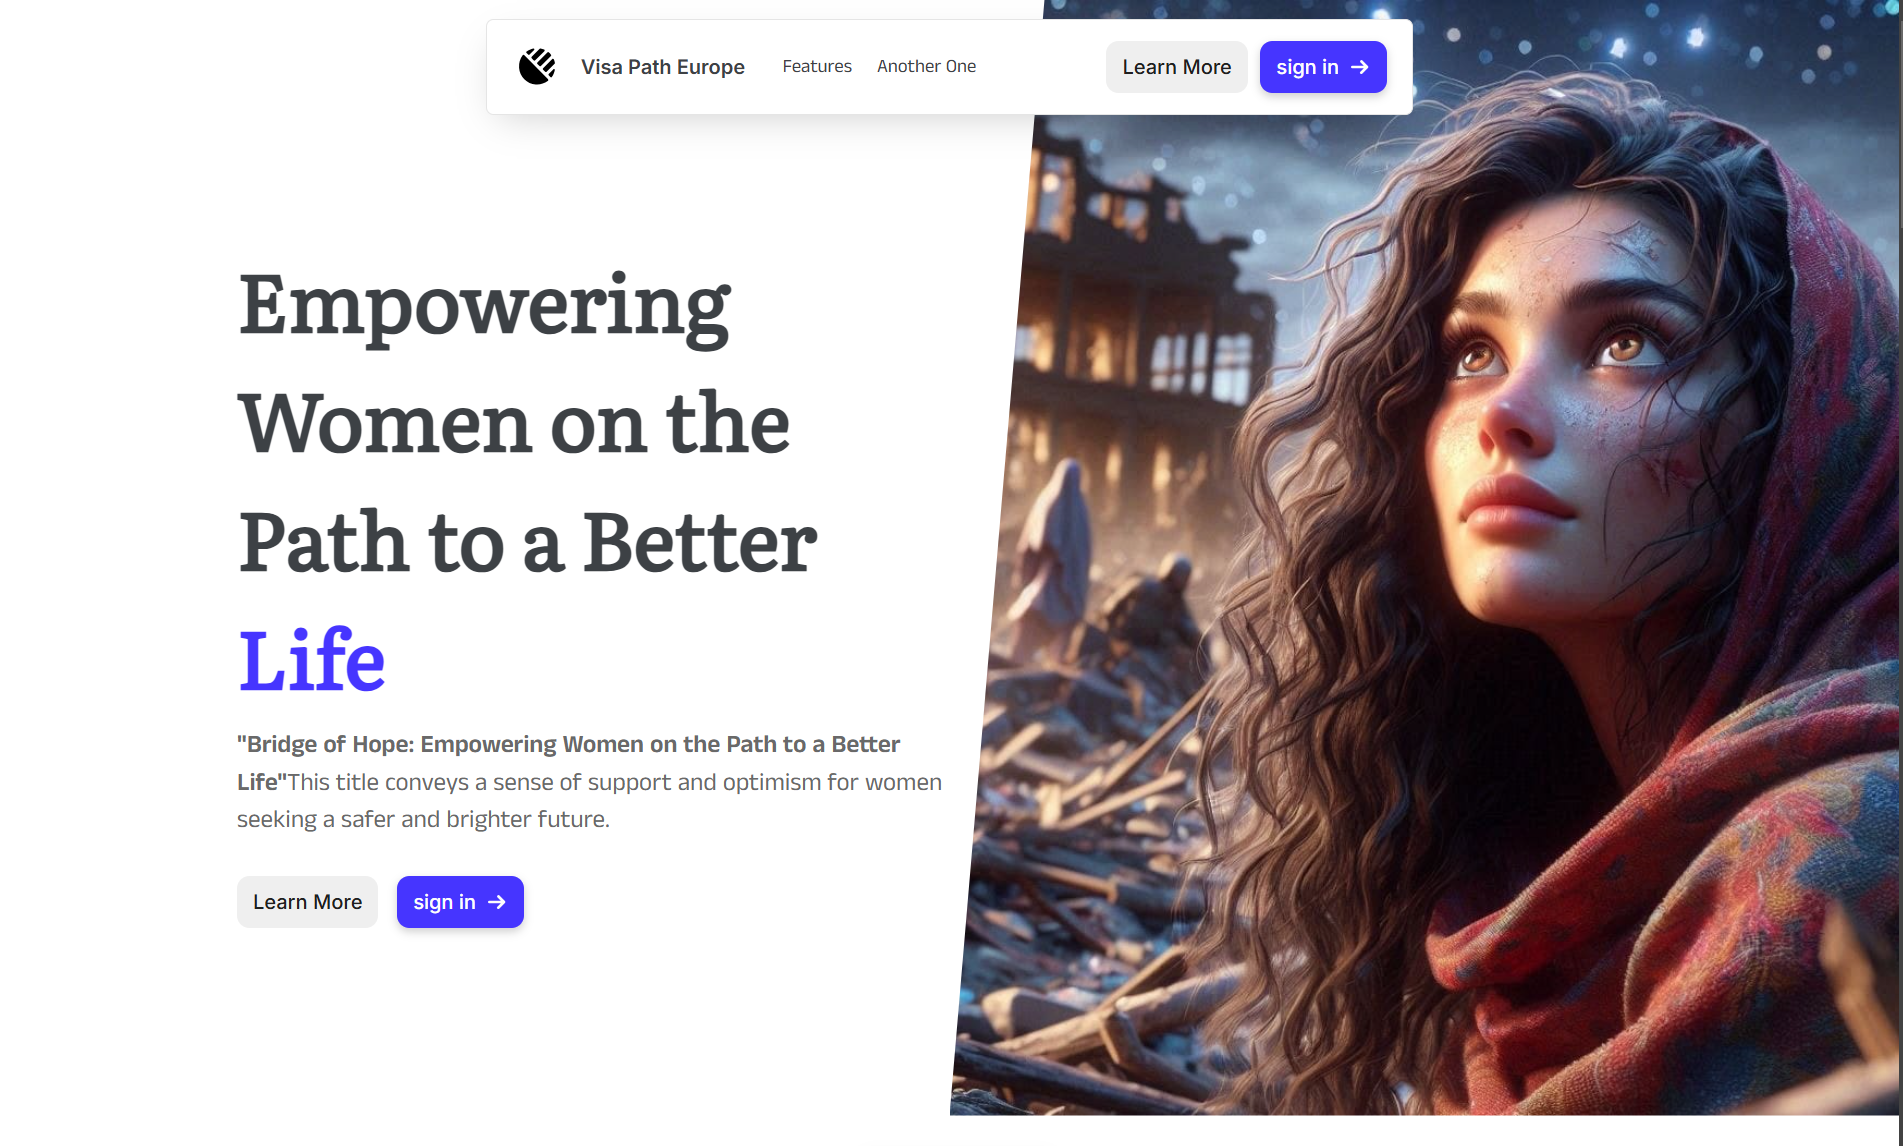 Visa Path Europe
Features
Another One
Learn More
sign in
Empowering
Women on the
Path to a Better
Life
"Bridge of Hope: Empowering Women on the Path to a Better
Life"This title conveys a sense of support and optimism for women
seeking a safer and brighter future.
Learn More
sign in